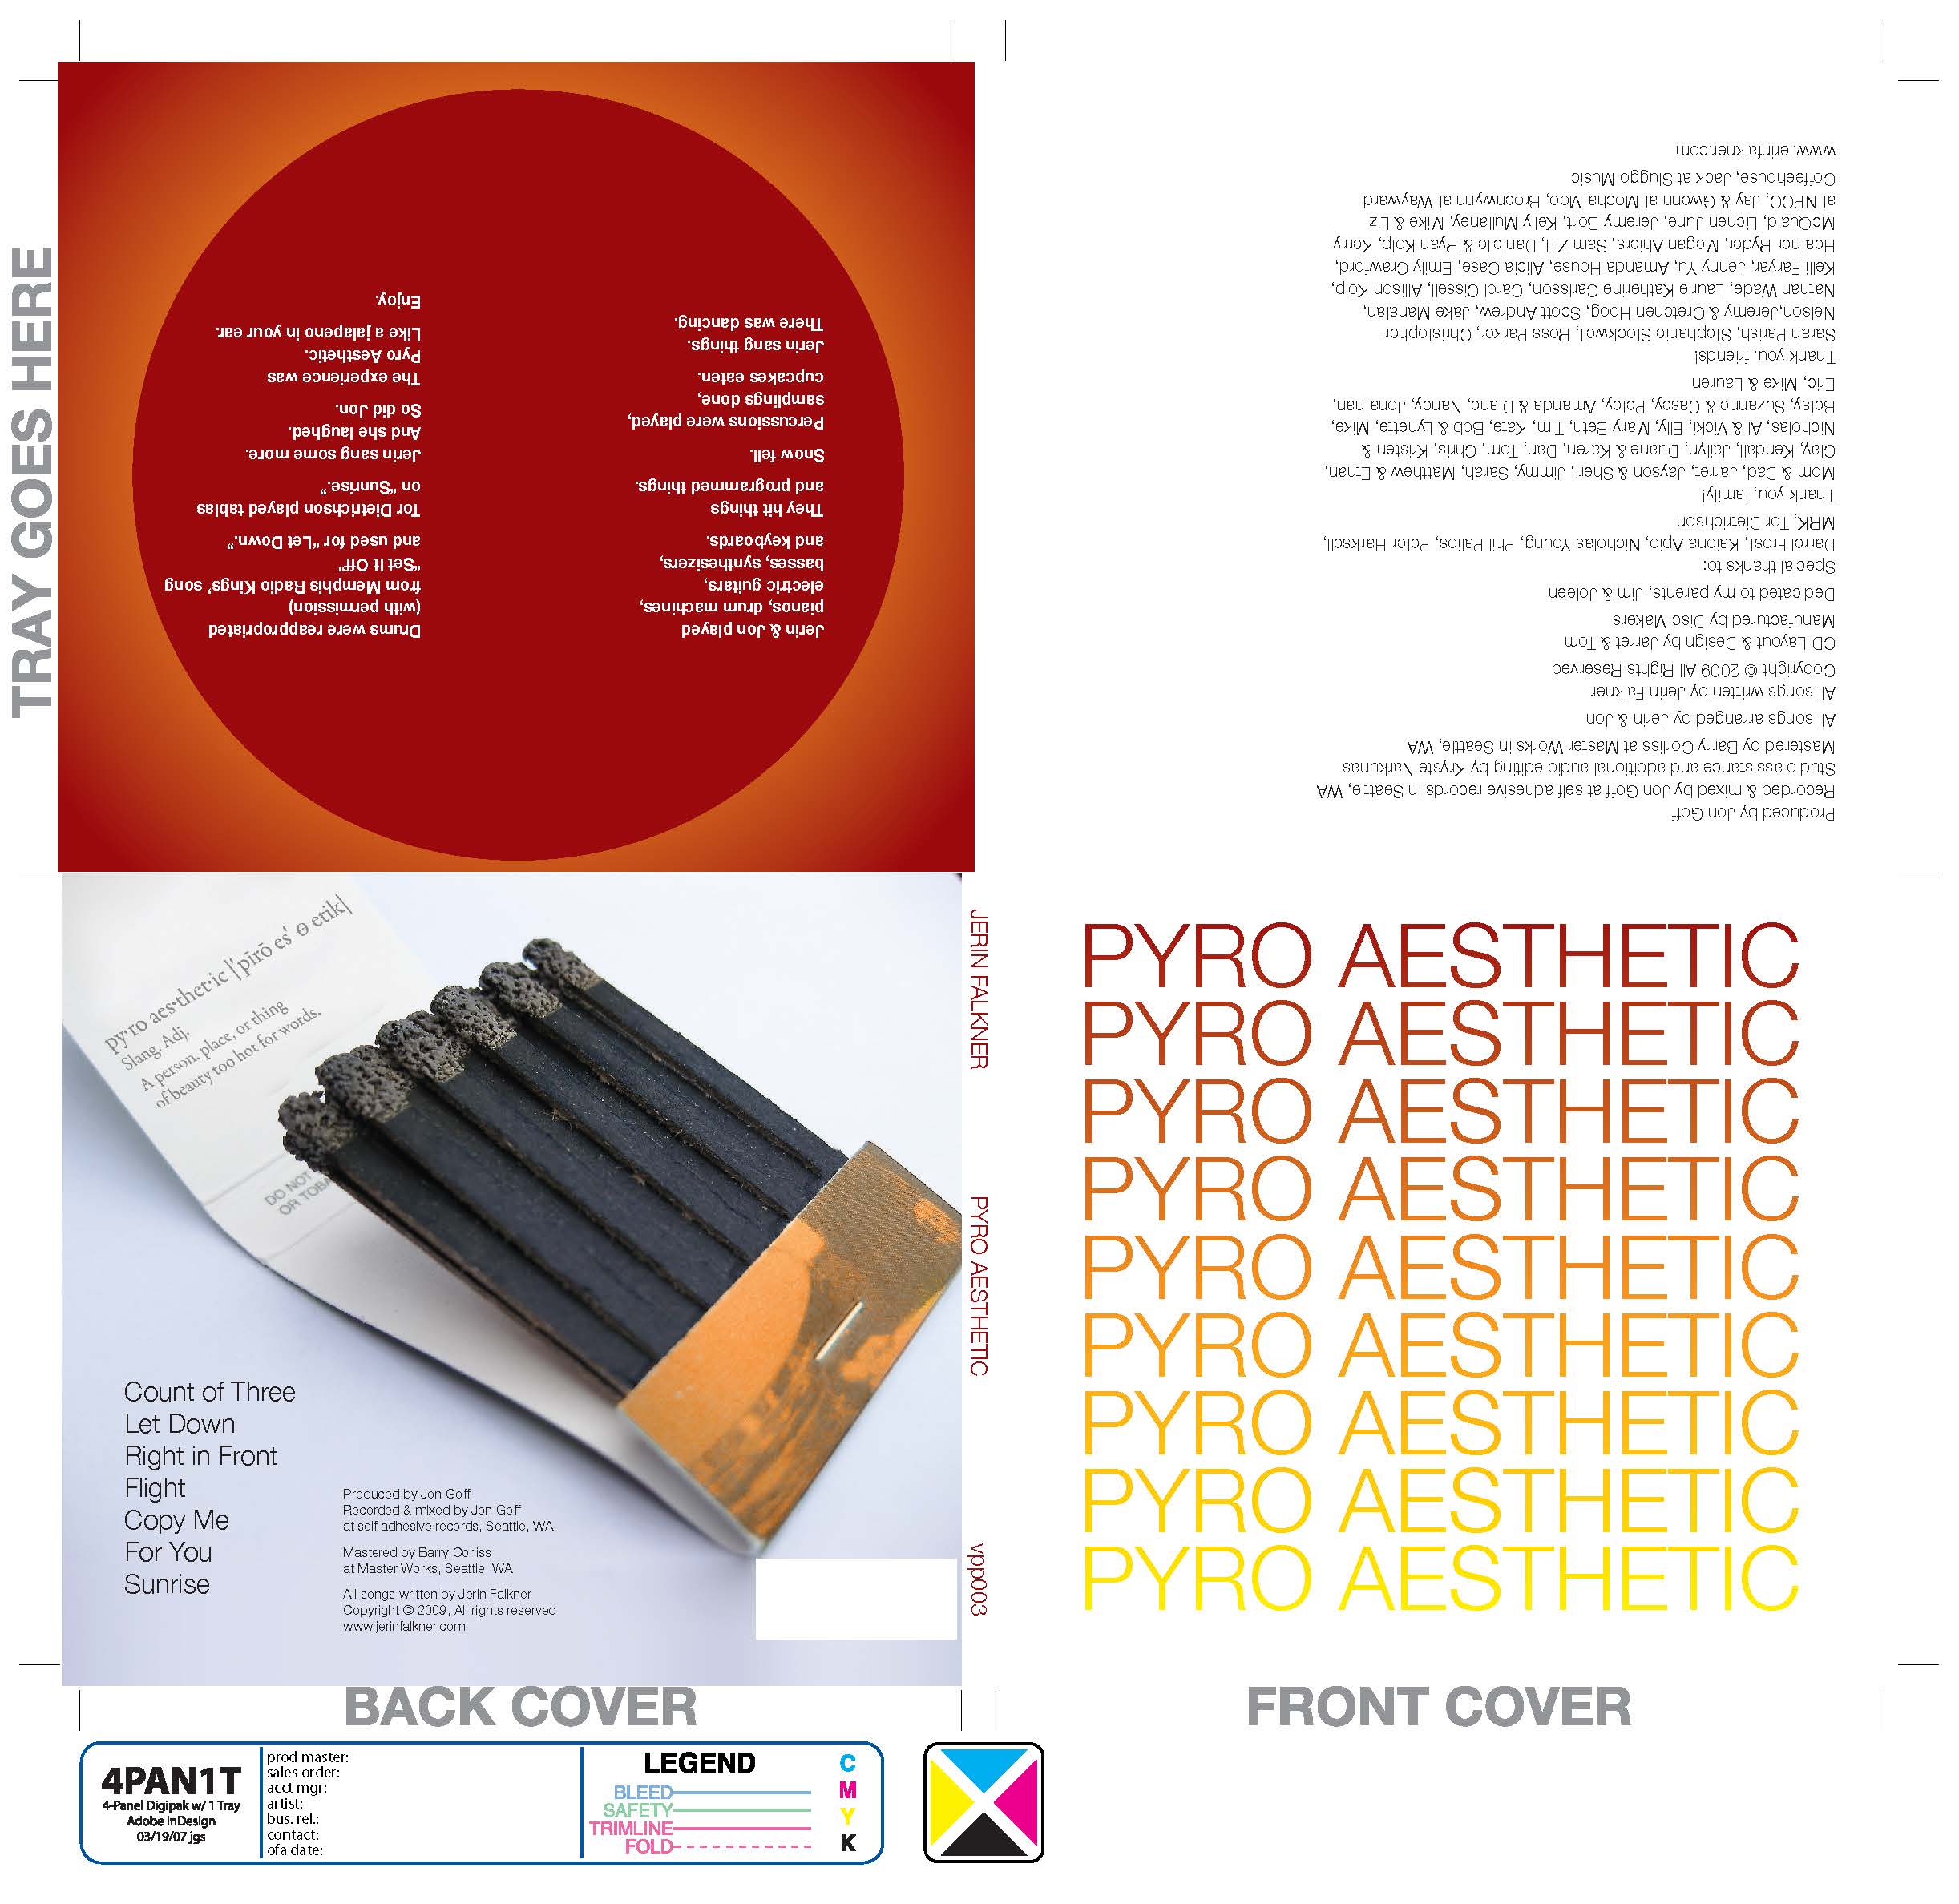 TRAY GOES HERE
Jerin & Jon played
pianos, drum machines,
electric guitars,
basses, synthesizers,
and keyboards.
They hit things
and programmed things.
Snow fell.
Percussions were played,
samplings done,
cupcakes eaten.
Jerin sang things.
There was dancing.
Drums were reappropriated
(with permission)
from Memphis Radio Kings’ song
“Set It Off”
and used for “Let Down.”
Tor Dietrichson played tablas
on “Sunrise.”
Jerin sang some more.
And she laughed.
So did Jon.
The experience was
Pyro Aesthetic.
Like a jalapeno in your ear.
Enjoy.
Produced by Jon Goff
Recorded & mixed by Jon Goff at self adhesive records in Seattle, WA
Studio assistance and additional audio editing by Kryste Narkunas
Mastered by Barry Corliss at Master Works in Seattle, WA
All songs arranged by Jerin & Jon
All songs written by Jerin Falkner
Copyright © 2009 All Rights Reserved
CD Layout & Design by Jarret & Tom
Manufactured by Disc Makers
Dedicated to my parents, Jim & Joleen
Special thanks to:
Darrel Frost, Kaiona Apio, Nicholas Young, Phil Palios, Peter Harksell,
MRK, Tor Dietrichson
Thank you, family!
Mom & Dad, Jarret, Jayson & Sheri, Jimmy, Sarah, Matthew & Ethan,
Clay, Kendall, Jailyn, Duane & Karen, Dan, Tom, Chris, Kristen &
Nicholas, Al & Vicki, Elly, Mary Beth, Tim, Kate, Bob & Lynette, Mike,
Betsy, Suzanne & Casey, Petey, Amanda & Diane, Nancy, Jonathan,
Eric, Mike & Lauren
Thank you, friends!
Sarah Parish, Stephanie Stockwell, Ross Parker, Christopher
Nelson,Jeremy & Gretchen Hoog, Scott Andrew, Jake Manalan,
Nathan Wade, Laurie Katherine Carlsson, Carol Gissell, Allison Kolp,
Kelli Faryar, Jenny Yu, Amanda House, Alicia Case, Emily Crawford,
Heather Ryder, Megan Ahiers, Sam Ziff, Danielle & Ryan Kolp, Kerry
McQuaid, Lichen June, Jeremy Bort, Kelly Mullaney, Mike & Liz
at NPCC, Jay & Gwenn at Mocha Moo, Broenwynn at Wayward
Coffeehouse, Jack at Sluggo Music
www.jerinfalkner.com
py·ro aes·thet·ic |ˈpīrō esˈ Ө etik|
Slang. Adj.
A person, place, or thing
of beauty too hot for words.
DO NOT
OR TOBA
Count of Three
Let Down
Right in Front
Flight
Copy Me
For You
Sunrise
Produced by Jon Goff
Recorded & mixed by Jon Goff
at self adhesive records, Seattle, WA
Mastered by Barry Corliss
at Master Works, Seattle, WA
All songs written by Jerin Falkner
Copyright © 2009, All rights reserved
www.jerinfalkner.com
JERIN FALKNER
PYRO AESTHETIC
vpp003
PYRO AESTHETIC
PYRO AESTHETIC
PYRO AESTHETIC
PYRO AESTHETIC
PYRO AESTHETIC
PYRO AESTHETIC
PYRO AESTHETIC
PYRO AESTHETIC
PYRO AESTHETIC
BACK COVER
FRONT COVER
4PAN1T
4-Panel Digipak w/ 1 Tray
Adobe InDesign
03/19/07 jgs
prod master:
sales order:
acct mgr:
artist:
bus. rel.:
contact:
ofa date:
LEGEND
BLEED
SAFETY
TRIMLINE
FOLD
C
M
Y
K